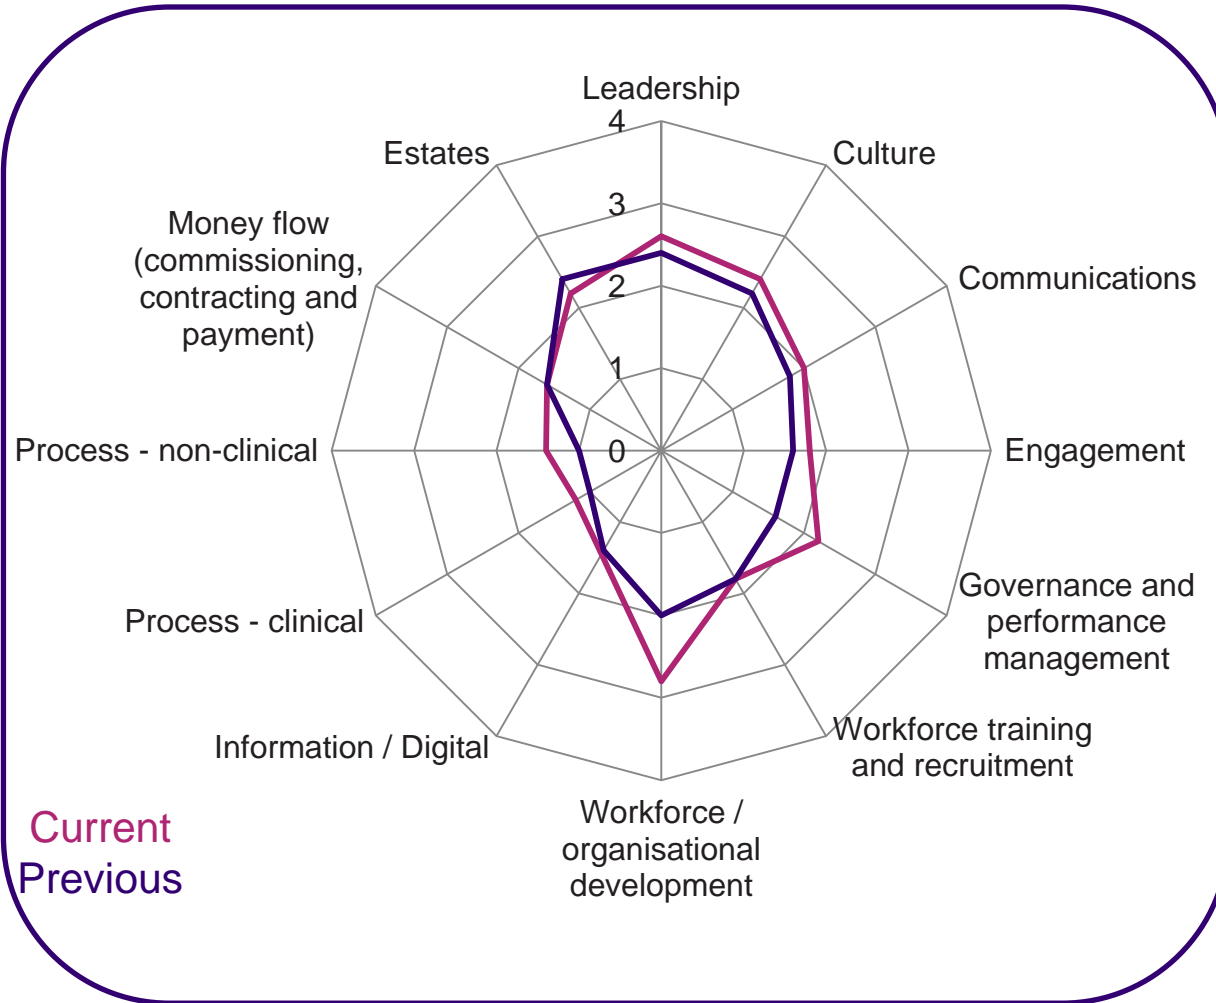 Leadership
4
Estates
Culture
3
Money flow
(commissioning,
contracting and
payment)
Communications
2
1
Process - non-clinical
0
Engagement
Governance and
performance
management
Process - clinical
Workforce training
and recruitment
Information / Digital
Workforce /
organisational
development
Current
Previous